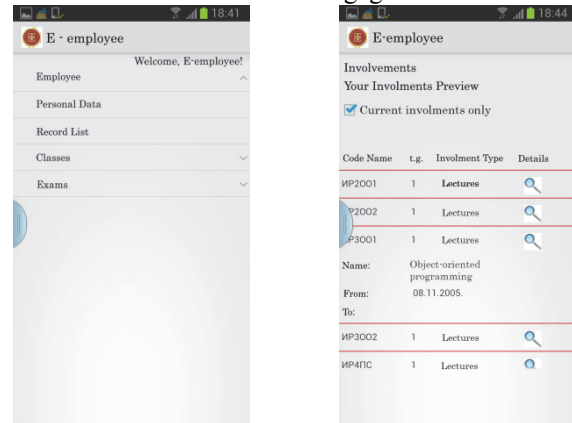 18:41
E - employee
Welcome, E-employee!
Employee
Personal Data
Record List
Classes
Exams
18:44
E-employee
Involvements
Your Involments Preview
Current involments only
Code Name t.g. Involment Type Details
ИР2001 1 Lectures
Р2002 1 Lectures
Р3001 1 Lectures
Name: Object-oriented
programming
From: 08.11.2005.
To:
ИР3002 1 Lectures
ИР4ПС 1 Lectures